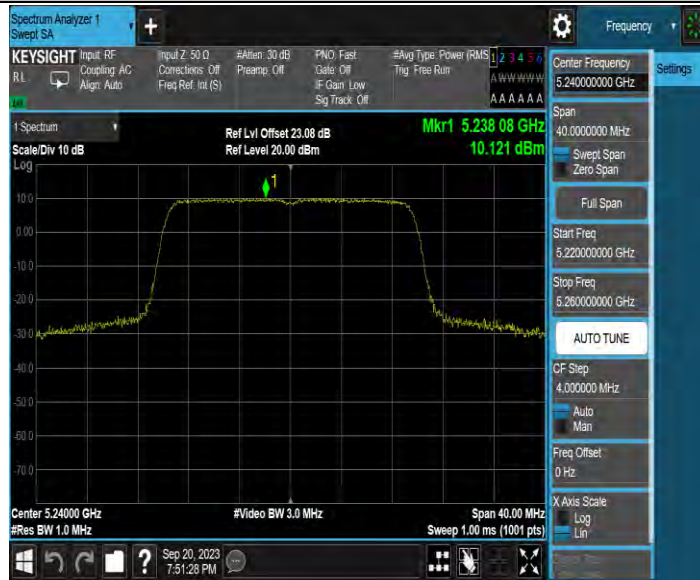 Spectrum Analyzer 1
Swept SA
+
Frequency
KEYSIGHT
RL
Input: RF
Coupling: AC
Align: Auto
Input Z: 50 Ω
Corrections: Off
Freq Ref: Int (S)
#Atten: 30 dB
Preamp: Off
PNO: Fast
Gate: Off
IF Gain: Low
Sig Track: Off
#Avg Type: Power (RMS
Trig: Free Run
1 2 3 4 5 6
A W W W W W
A A A A A A
1 Spectrum
Scale/Div 10 dB
Ref Lvl Offset 23.08 dB
Ref Level 20.00 dBm
Mkr1 5.238 08 GHz
10.121 dBm
Log
1
10.0
0.00
-10.0
-20.0
-30.0
-40.0
-50.0
-60.0
-70.0
Center 5.24000 GHz
#Video BW 3.0 MHz
Span 40.00 MHz
#Res BW 1.0 MHz
Sweep 1.00 ms (1001 pts)
Sep 20, 2023
7:51:28 PM
?
Center Frequency
5.240000000 GHz
Settings
Span
40.0000000 MHz
Swept Span
Zero Span
Full Span
Start Freq
5.220000000 GHz
Stop Freq
5.260000000 GHz
AUTO TUNE
CF Step
4.000000 MHz
Auto
Man
Freq Offset
0 Hz
X Axis Scale
Log
Lin